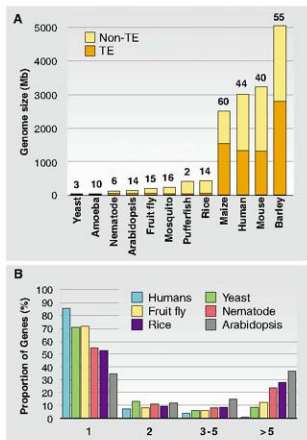 A
Non-TE
TE
Genome size (Mb)
5000
4000
3000
2000
1000
0
3 10 6 14 15 16 2 14 60 44 40 55
Yeast
Amoeba
Nematode
Arabidopsis
Fruit fly
Mosquito
Pufferfish
Rice
Maize
Human
Mouse
Barley
B
Proportion of Genes (%)
100
90
80
70
60
50
40
30
20
10
0
Humans Yeast
Fruit fly Nematode
Rice Arabidopsis
1 2 3-5 >5